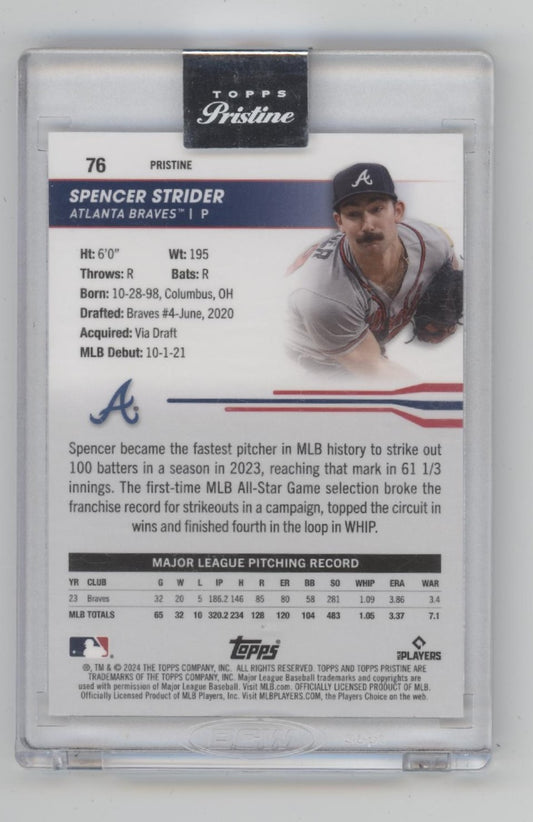 TOPPS
Pristine
76 PRISTINE
SPENCER STRIDER
ATLANTA BRAVES™ | P
Ht: 6'0" Wt: 195
Throws: R Bats: R
Born: 10-28-98, Columbus, OH
Drafted: Braves #4-June, 2020
Acquired: Via Draft
MLB Debut: 10-1-21
Spencer became the fastest pitcher in MLB history to strike out
100 batters in a season in 2023, reaching that mark in 61 1/3
innings. The first-time MLB All-Star Game selection broke the
franchise record for strikeouts in a campaign, topped the circuit in
wins and finished fourth in the loop in WHIP.
MAJOR LEAGUE PITCHING RECORD
YR CLUB G W L IP H R ER BB SO WHIP ERA WAR
23 Braves 32 20 5 186.2 146 85 80 58 281 1.09 3.86 3.4
MLB TOTALS 65 32 10 320.2 234 128 120 104 483 1.05 3.37 7.1
Topps
MLB PLAYERS
®, TM & © 2024 THE TOPPS COMPANY, INC. ALL RIGHTS RESERVED. TOPPS AND TOPPS PRISTINE ARE
TRADEMARKS OF THE TOPPS COMPANY, INC. Major League Baseball trademarks and copyrights are
used with permission of Major League Baseball. Visit MLB.com. OFFICIALLY LICENSED PRODUCT OF MLB.
Officially Licensed Product of MLB Players, Inc. Visit MLBPLAYERS.COM, the Players Choice on the web.